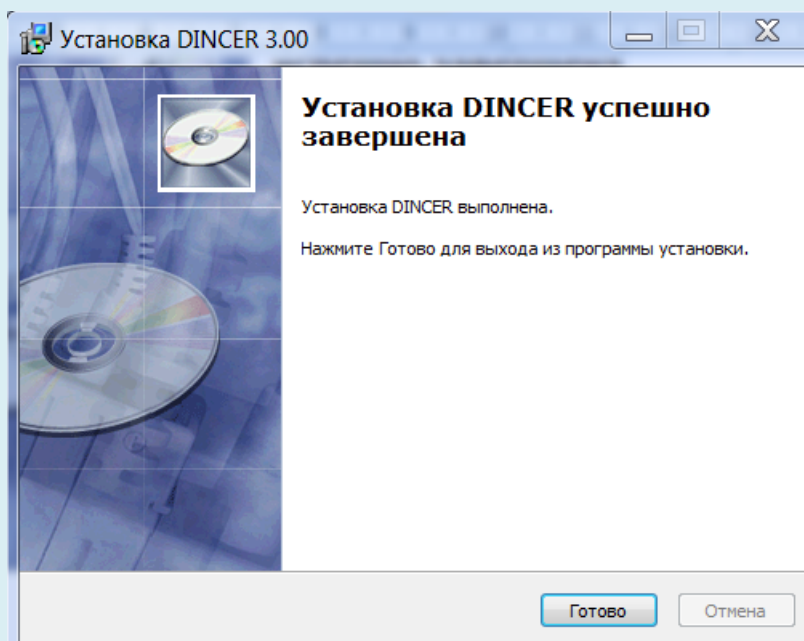 Установка DINCER 3.00
Установка DINCER успешно
завершена
Установка DINCER выполнена.
Нажмите Готово для выхода из программы установки.
Готово
Отмена